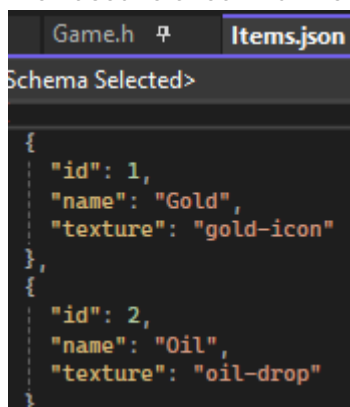 Game.h
Items.json
Schema Selected>
{
"id": 1,
"name": "Gold",
"texture": "gold-icon"
},
{
"id": 2,
"name": "Oil",
"texture": "oil-drop"
}